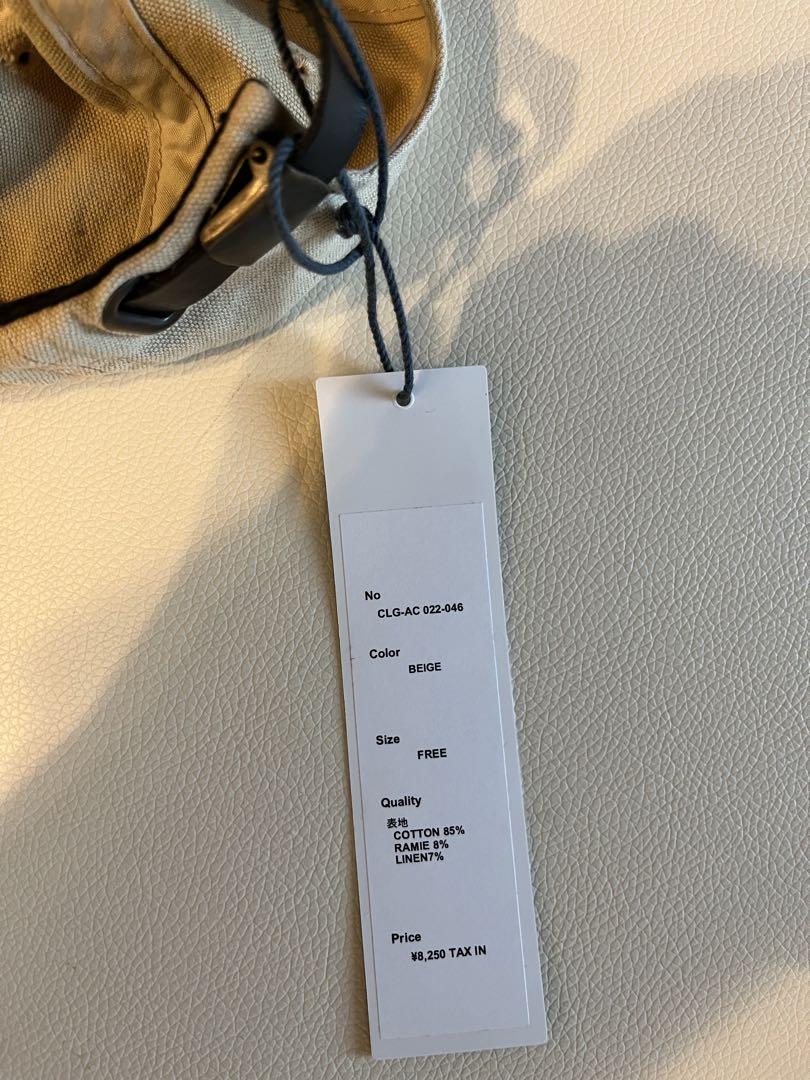 No
CLG-AC 022-046
Color
BEIGE
Size
FREE
Quality
表地
COTTON 85%
RAMIE 8%
LINEN7%
Price
¥8,250 TAX IN